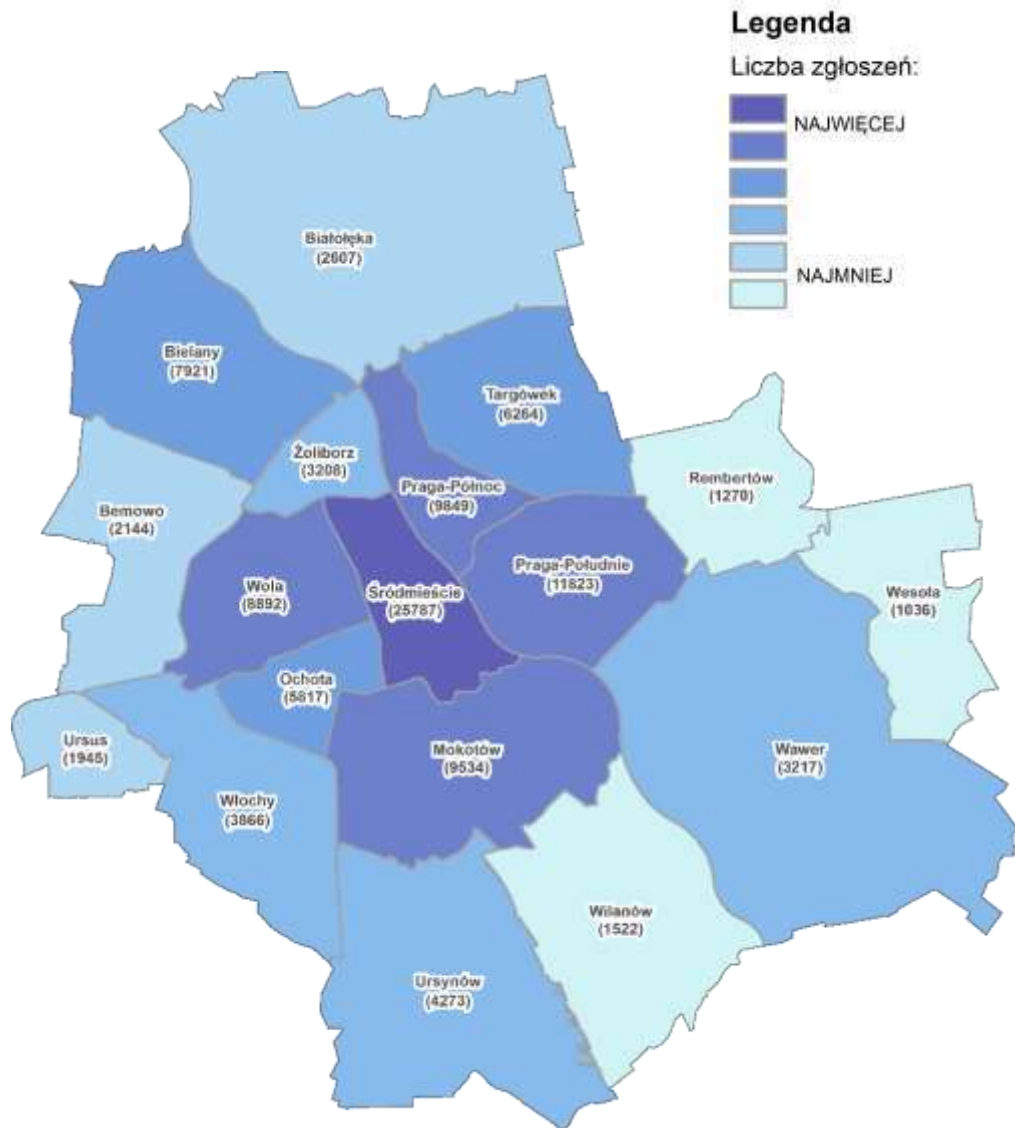 Legenda
Liczba zgłoszeń:
NAJWIĘCEJ
NAJMNIEJ
Białołęka
(2607)
Bielany
(7921)
Targówek
(6264)
Żoliborz
(3208)
Praga-Północ
(9849)
Rembertów
(1270)
Bemowo
(2144)
Wola
(8892)
Śródmieście
(25787)
Praga-Południe
(11823)
Wesoła
(1036)
Ochota
(5617)
Ursus
(1945)
Mokotów
(9534)
Wawer
(3217)
Włochy
(3866)
Wilanów
(1522)
Ursynów
(4273)